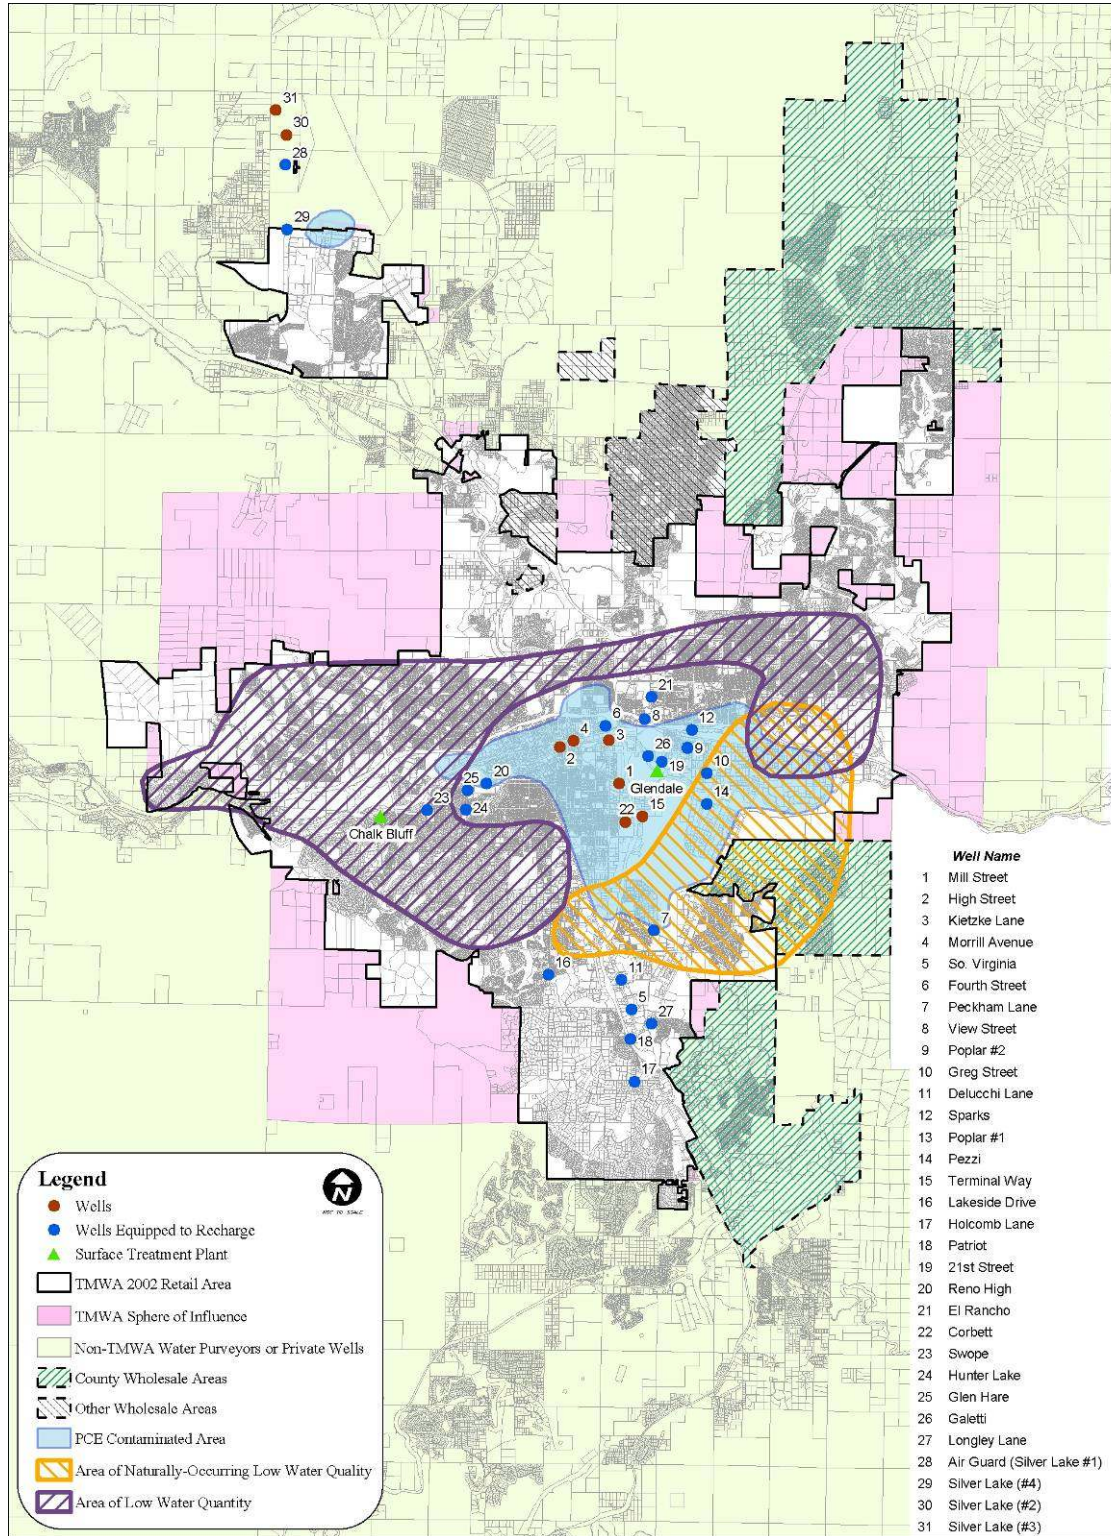 31
30
28
29
21
6
8
12
4
3
9
2
26
19
10
20
25
1
Glendale
14
23
24
22
15
Chalk Bluff
7
16
11
5
27
18
17
Well Name
1 Mill Street
2 High Street
3 Kietzke Lane
4 Morrill Avenue
5 So. Virginia
6 Fourth Street
7 Peckham Lane
8 View Street
9 Poplar #2
10 Greg Street
11 Delucchi Lane
12 Sparks
13 Poplar #1
14 Pezzi
15 Terminal Way
16 Lakeside Drive
17 Holcomb Lane
18 Patriot
19 21st Street
20 Reno High
21 El Rancho
22 Corbett
23 Swope
24 Hunter Lake
25 Glen Hare
26 Galetti
27 Longley Lane
28 Air Guard (Silver Lake #1)
29 Silver Lake (#4)
30 Silver Lake (#2)
31 Silver Lake (#3)
Legend
N
NOT TO SCALE
Wells
Wells Equipped to Recharge
Surface Treatment Plant
TMWA 2002 Retail Area
TMWA Sphere of Influence
Non-TMWA Water Purveyors or Private Wells
County Wholesale Areas
Other Wholesale Areas
PCE Contaminated Area
Area of Naturally-Occurring Low Water Quality
Area of Low Water Quantity